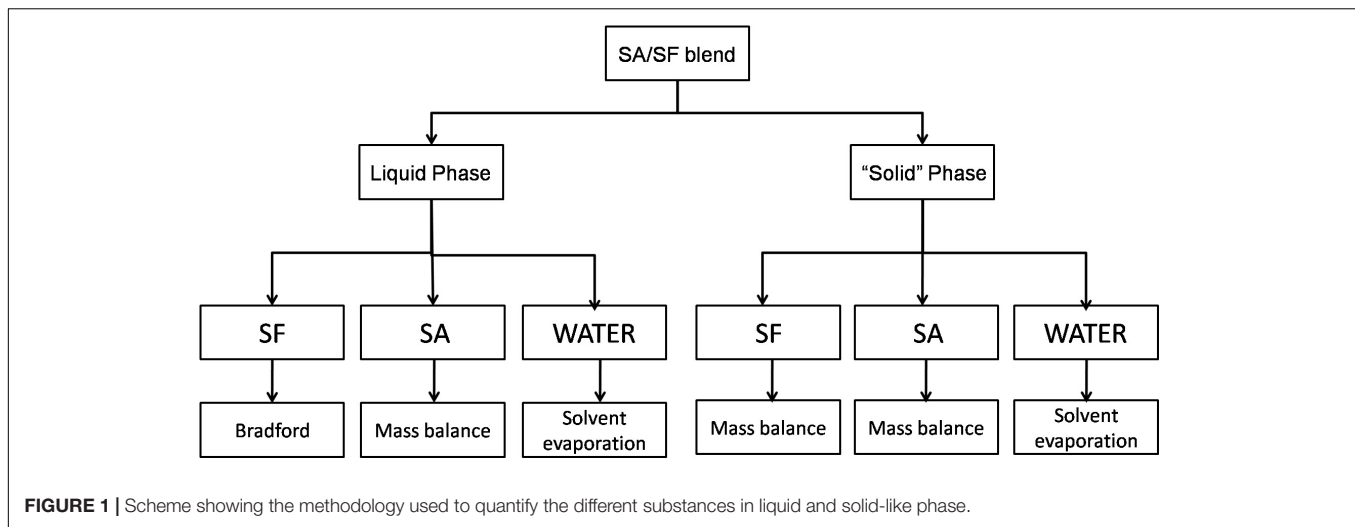 SA/SF blend
Liquid Phase
“Solid” Phase
SF
SA
WATER
SF
SA
WATER
Bradford
Mass balance
Solvent
evaporation
Mass balance
Mass balance
Solvent
evaporation
FIGURE 1 | Scheme showing the methodology used to quantify the different substances in liquid and solid-like phase.